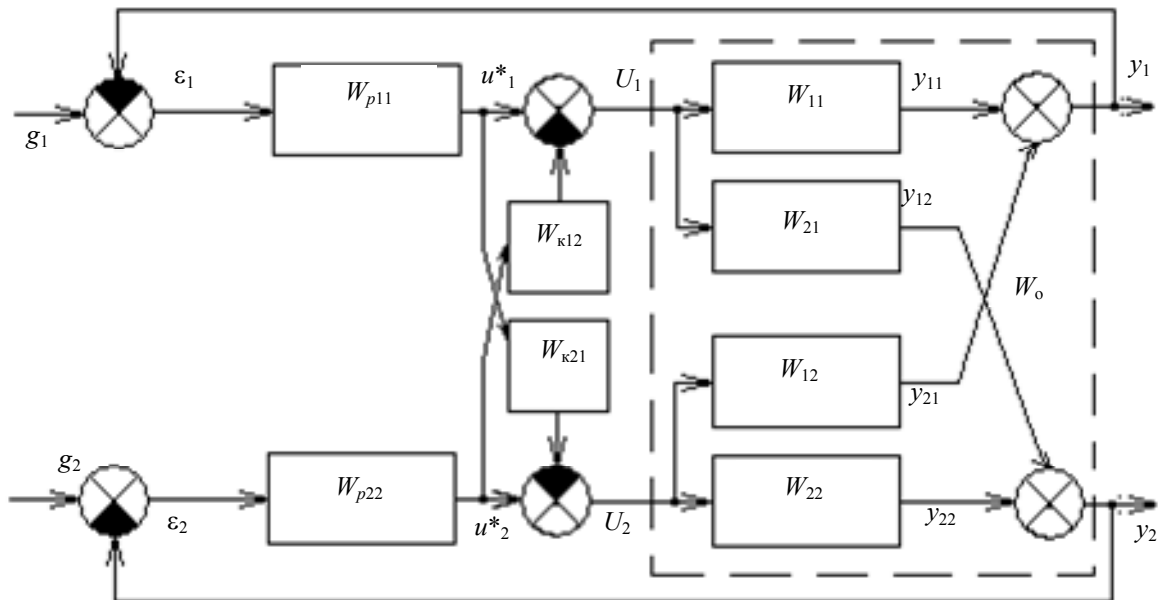 ε₁
Wₚ₁₁
u*₁
U₁
W₁₁
y₁₁
y₁
g₁
W₂₁
y₁₂
Wк₁₂
Wₒ
Wк₂₁
W₁₂
y₂₁
g₂
Wₚ₂₂
W₂₂
ε₂
u*₂
U₂
y₂₂
y₂